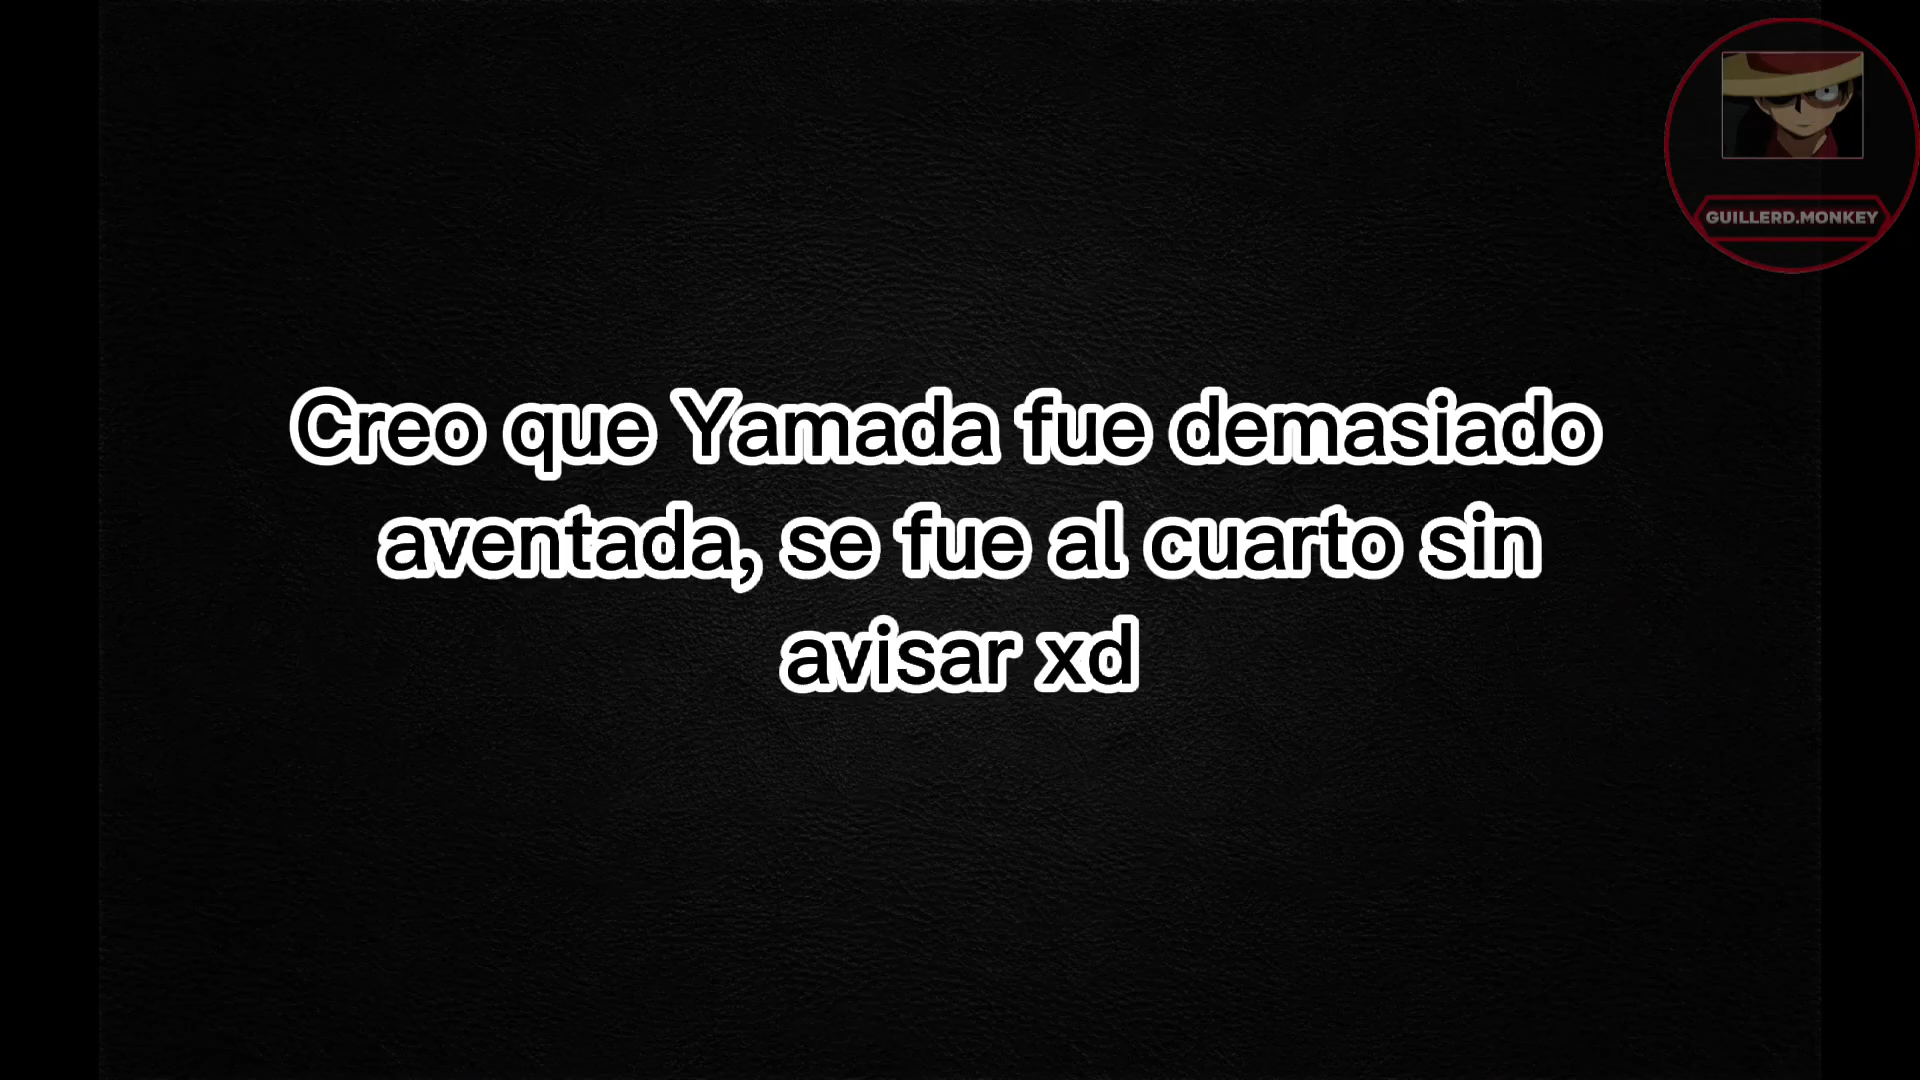 GUILLERD.MONKEY
Creo que Yamada fue demasiado
aventada, se fue al cuarto sin
avisar xd